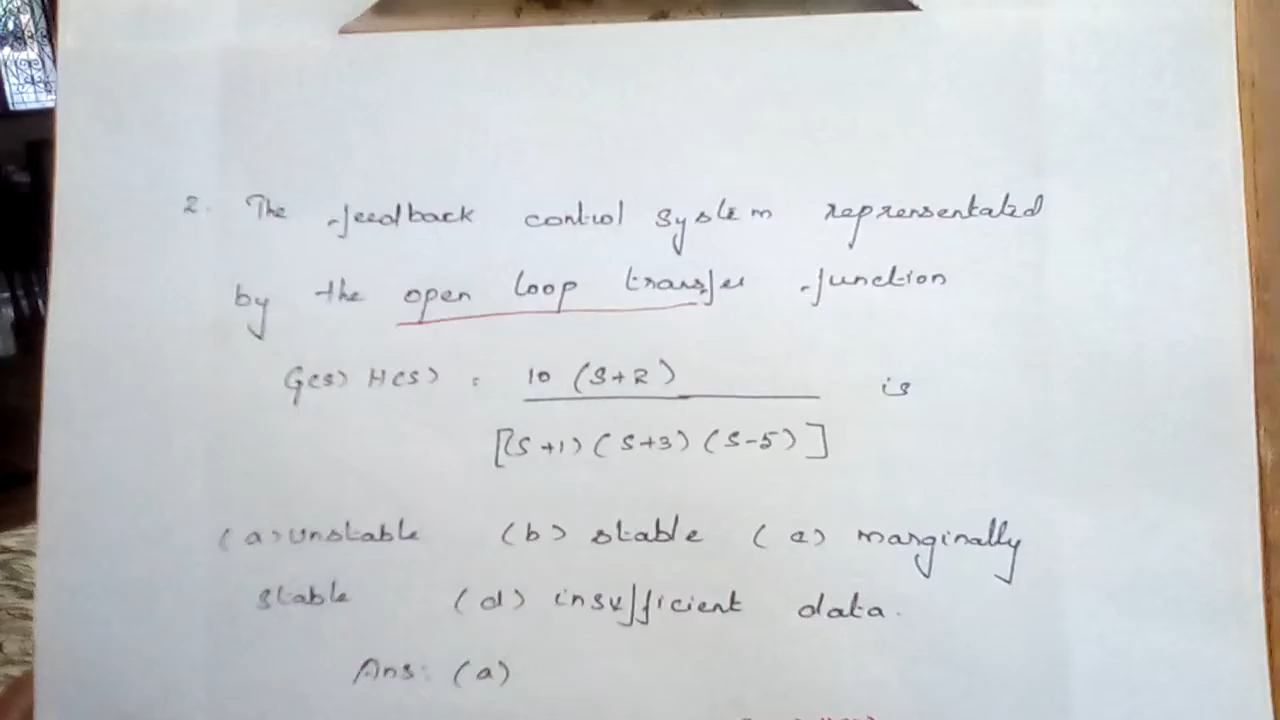 2. The feedback control system reprensentated
by the open loop transfer function
G(s) H(s) = 10 (S+2) is
[(S+1) (S+3) (S-5)]
(a) unstable (b) stable (c) marginally
stable (d) insufficient data.
Ans: (a)